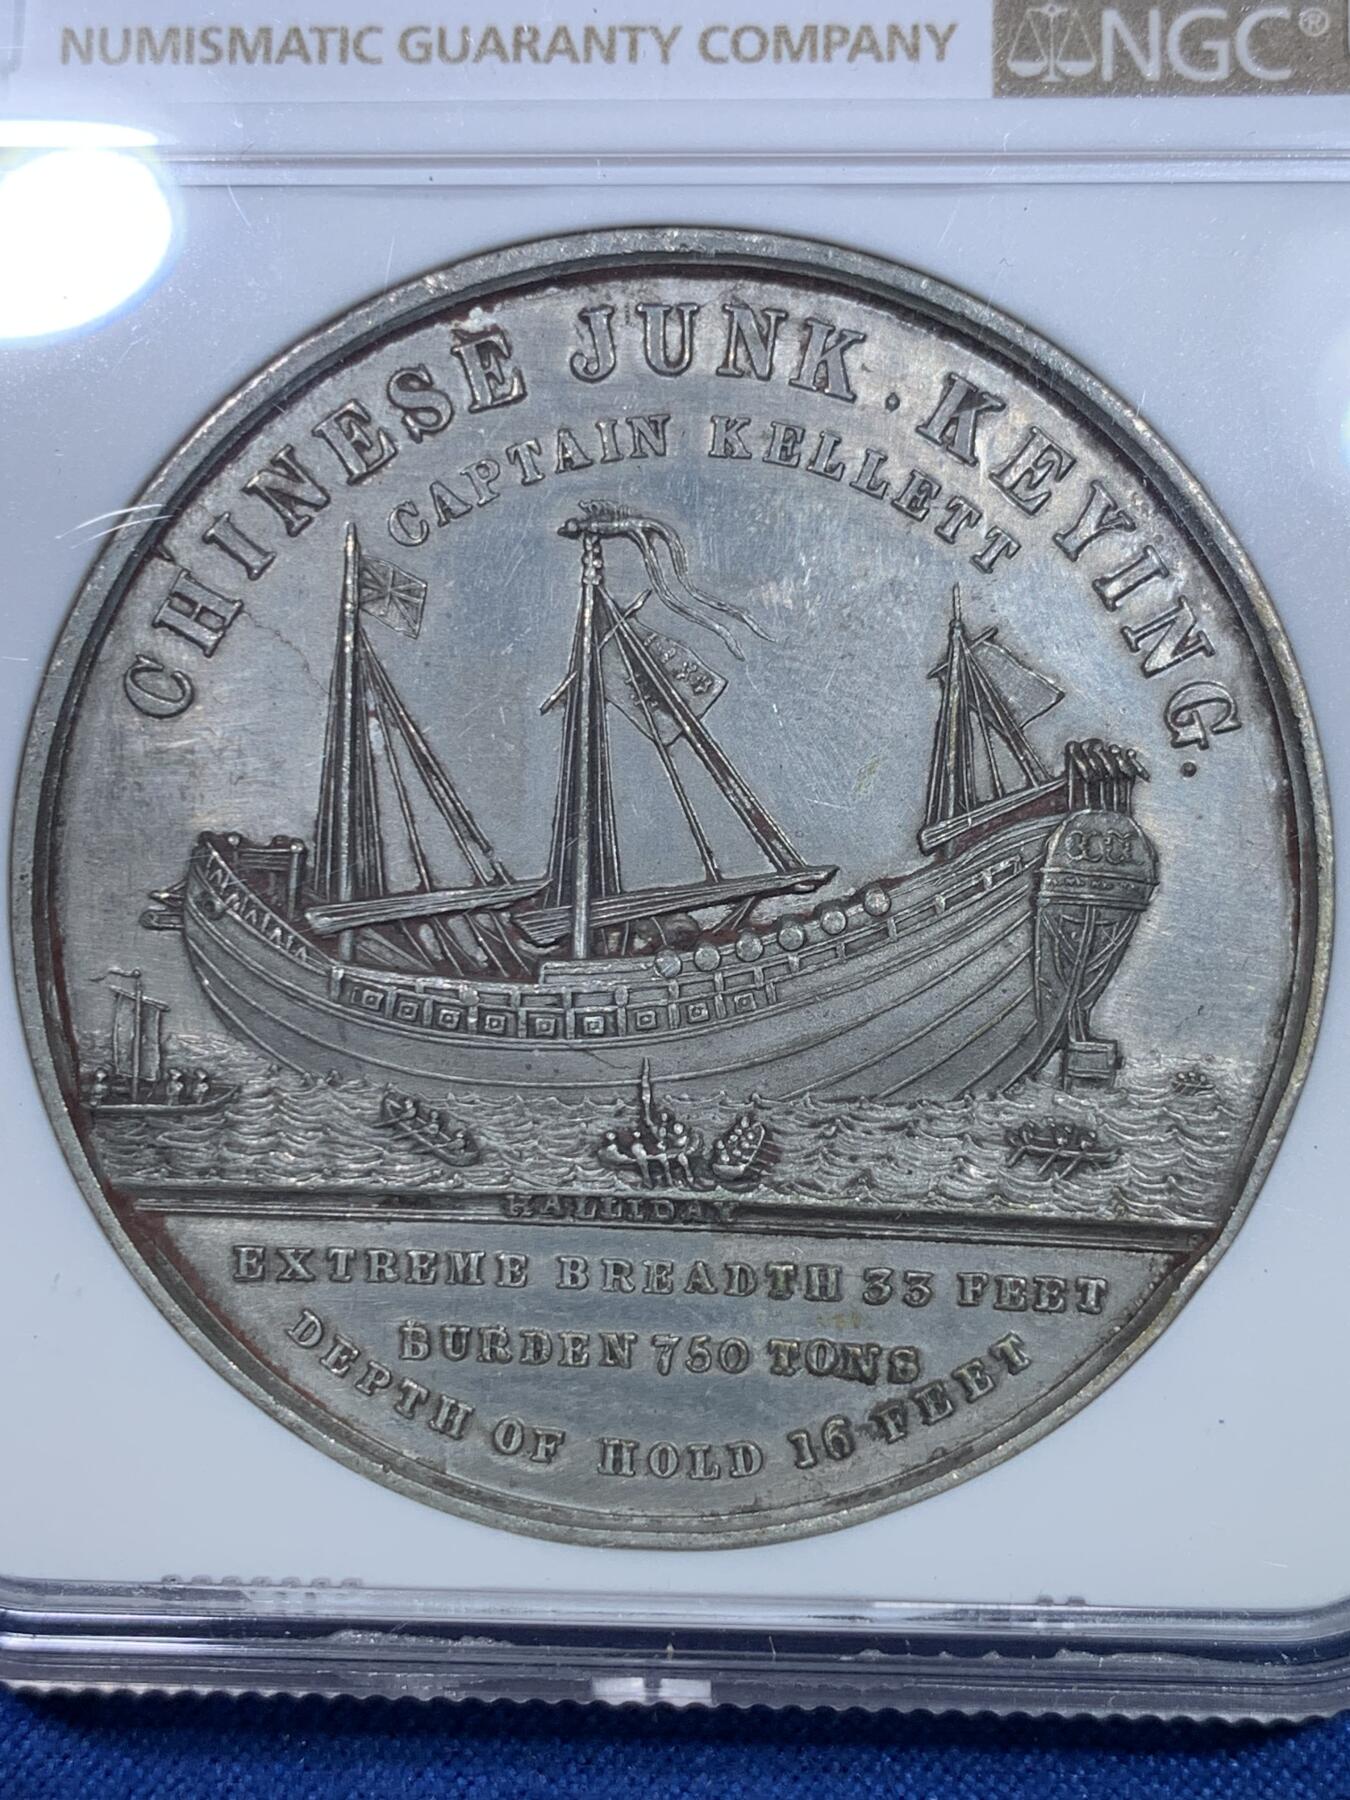 NUMISMATIC GUARANTY COMPANY NGC®
CHINESE JUNK. KEYING.
CAPTAIN KELLETT
HALLIDAY
EXTREME BREADTH 33 FEET
BURDEN 750 TONS
DEPTH OF HOLD 16 FEET